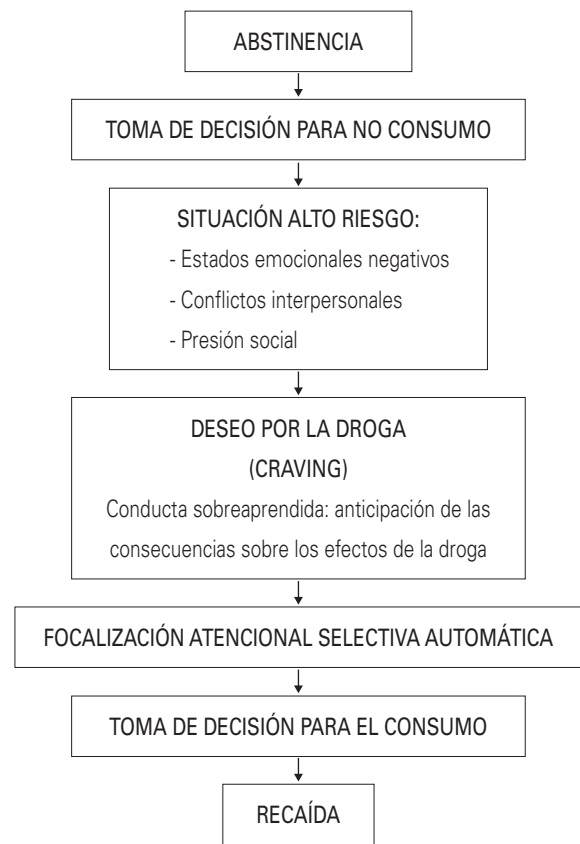 ABSTINENCIA
TOMA DE DECISIÓN PARA NO CONSUMO
SITUACIÓN ALTO RIESGO:
- Estados emocionales negativos
- Conflictos interpersonales
- Presión social
DESEO POR LA DROGA
(CRAVING)
Conducta sobreaprendida: anticipación de las
consecuencias sobre los efectos de la droga
FOCALIZACIÓN ATENCIONAL SELECTIVA AUTOMÁTICA
TOMA DE DECISIÓN PARA EL CONSUMO
RECAÍDA